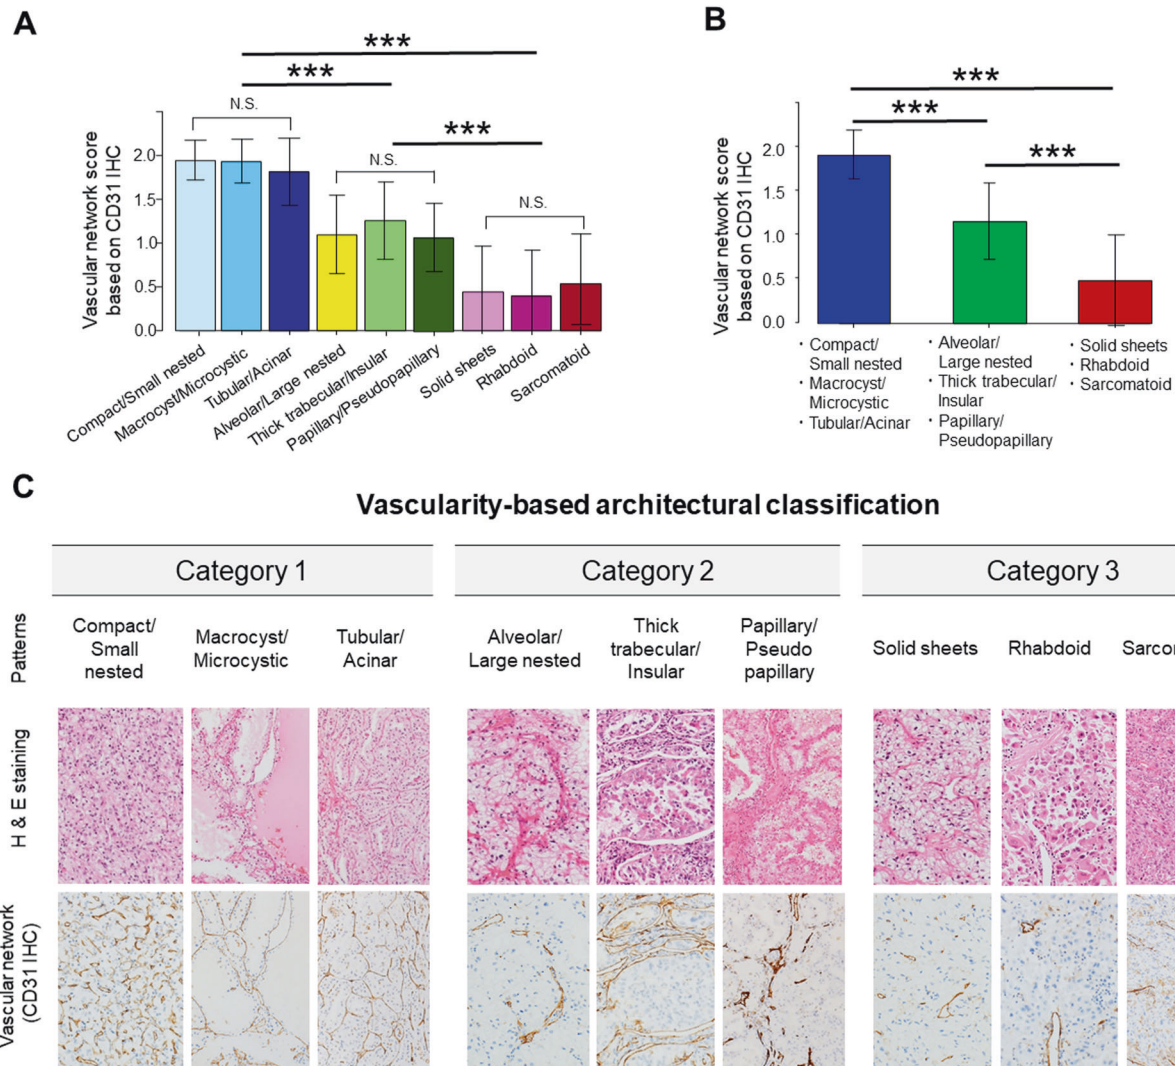 A
***
***
N.S.
***
N.S.
N.S.
Vascular network score
based on CD31 IHC
2.0
1.5
1.0
0.5
0.0
Compact/Small nested
Macrocyst/Microcystic
Tubular/Acinar
Alveolar/Large nested
Thick trabecular/Insular
Papillary/Pseudopapillary
Solid sheets
Rhabdoid
Sarcomatoid
B
***
***
***
Vascular network score
based on CD31 IHC
2.0
1.5
1.0
0.5
0.0
・Compact/
Small nested
・Macrocyst/
Microcystic
・Tubular/Acinar
・Alveolar/
Large nested
・Thick trabecular/
Insular
・Papillary/
Pseudopapillary
・Solid sheets
・Rhabdoid
・Sarcomatoid
C
Vascularity-based architectural classification
Category 1
Category 2
Category 3
Patterns
Compact/
Small
nested
Macrocyst/
Microcystic
Tubular/
Acinar
Alveolar/
Large nested
Thick
trabecular/
Insular
Papillary/
Pseudo
papillary
Solid sheets
Rhabdoid
Sarcor
H & E staining
Vascular network
(CD31 IHC)